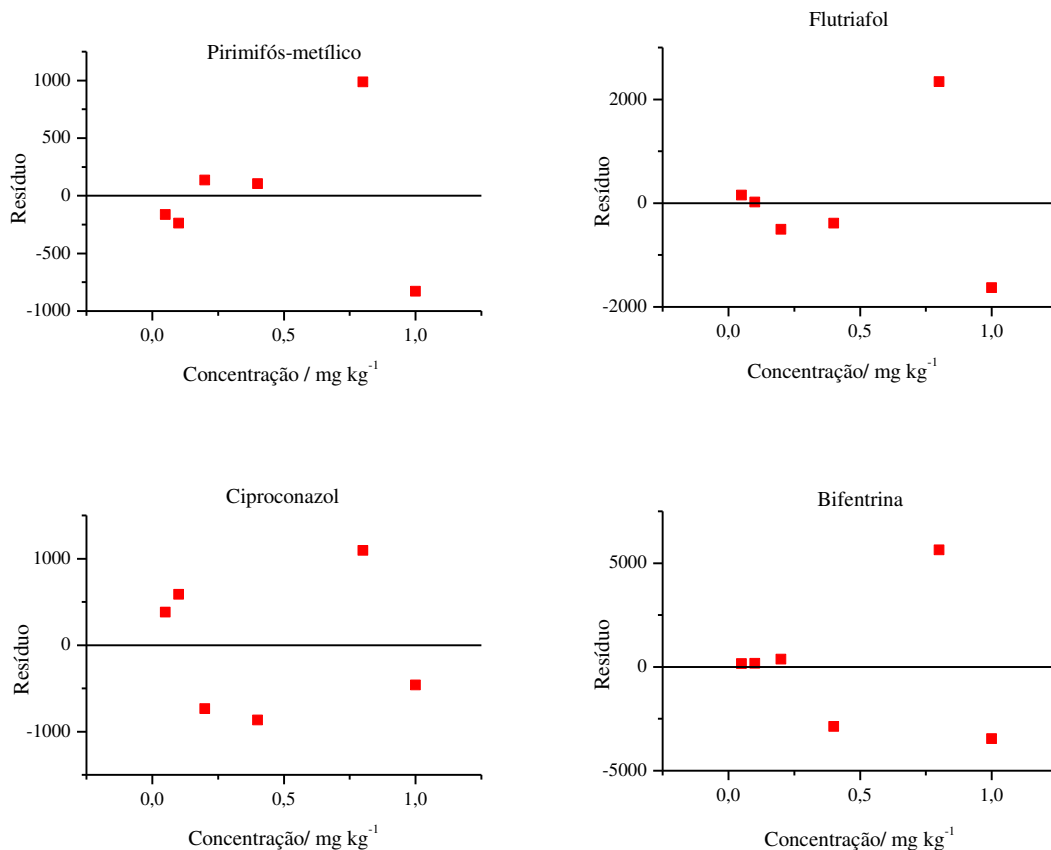 Pirimifós-metílico
1000
500
0
-500
-1000
Resíduo
0,0 0,5 1,0
Concentração / mg kg⁻¹
Flutriafol
2000
0
-2000
Resíduo
0,0 0,5 1,0
Concentração/ mg kg⁻¹
Ciproconazol
1000
0
-1000
Resíduo
0,0 0,5 1,0
Concentração/ mg kg⁻¹
Bifentrina
5000
0
-5000
Resíduo
0,0 0,5 1,0
Concentração/ mg kg⁻¹